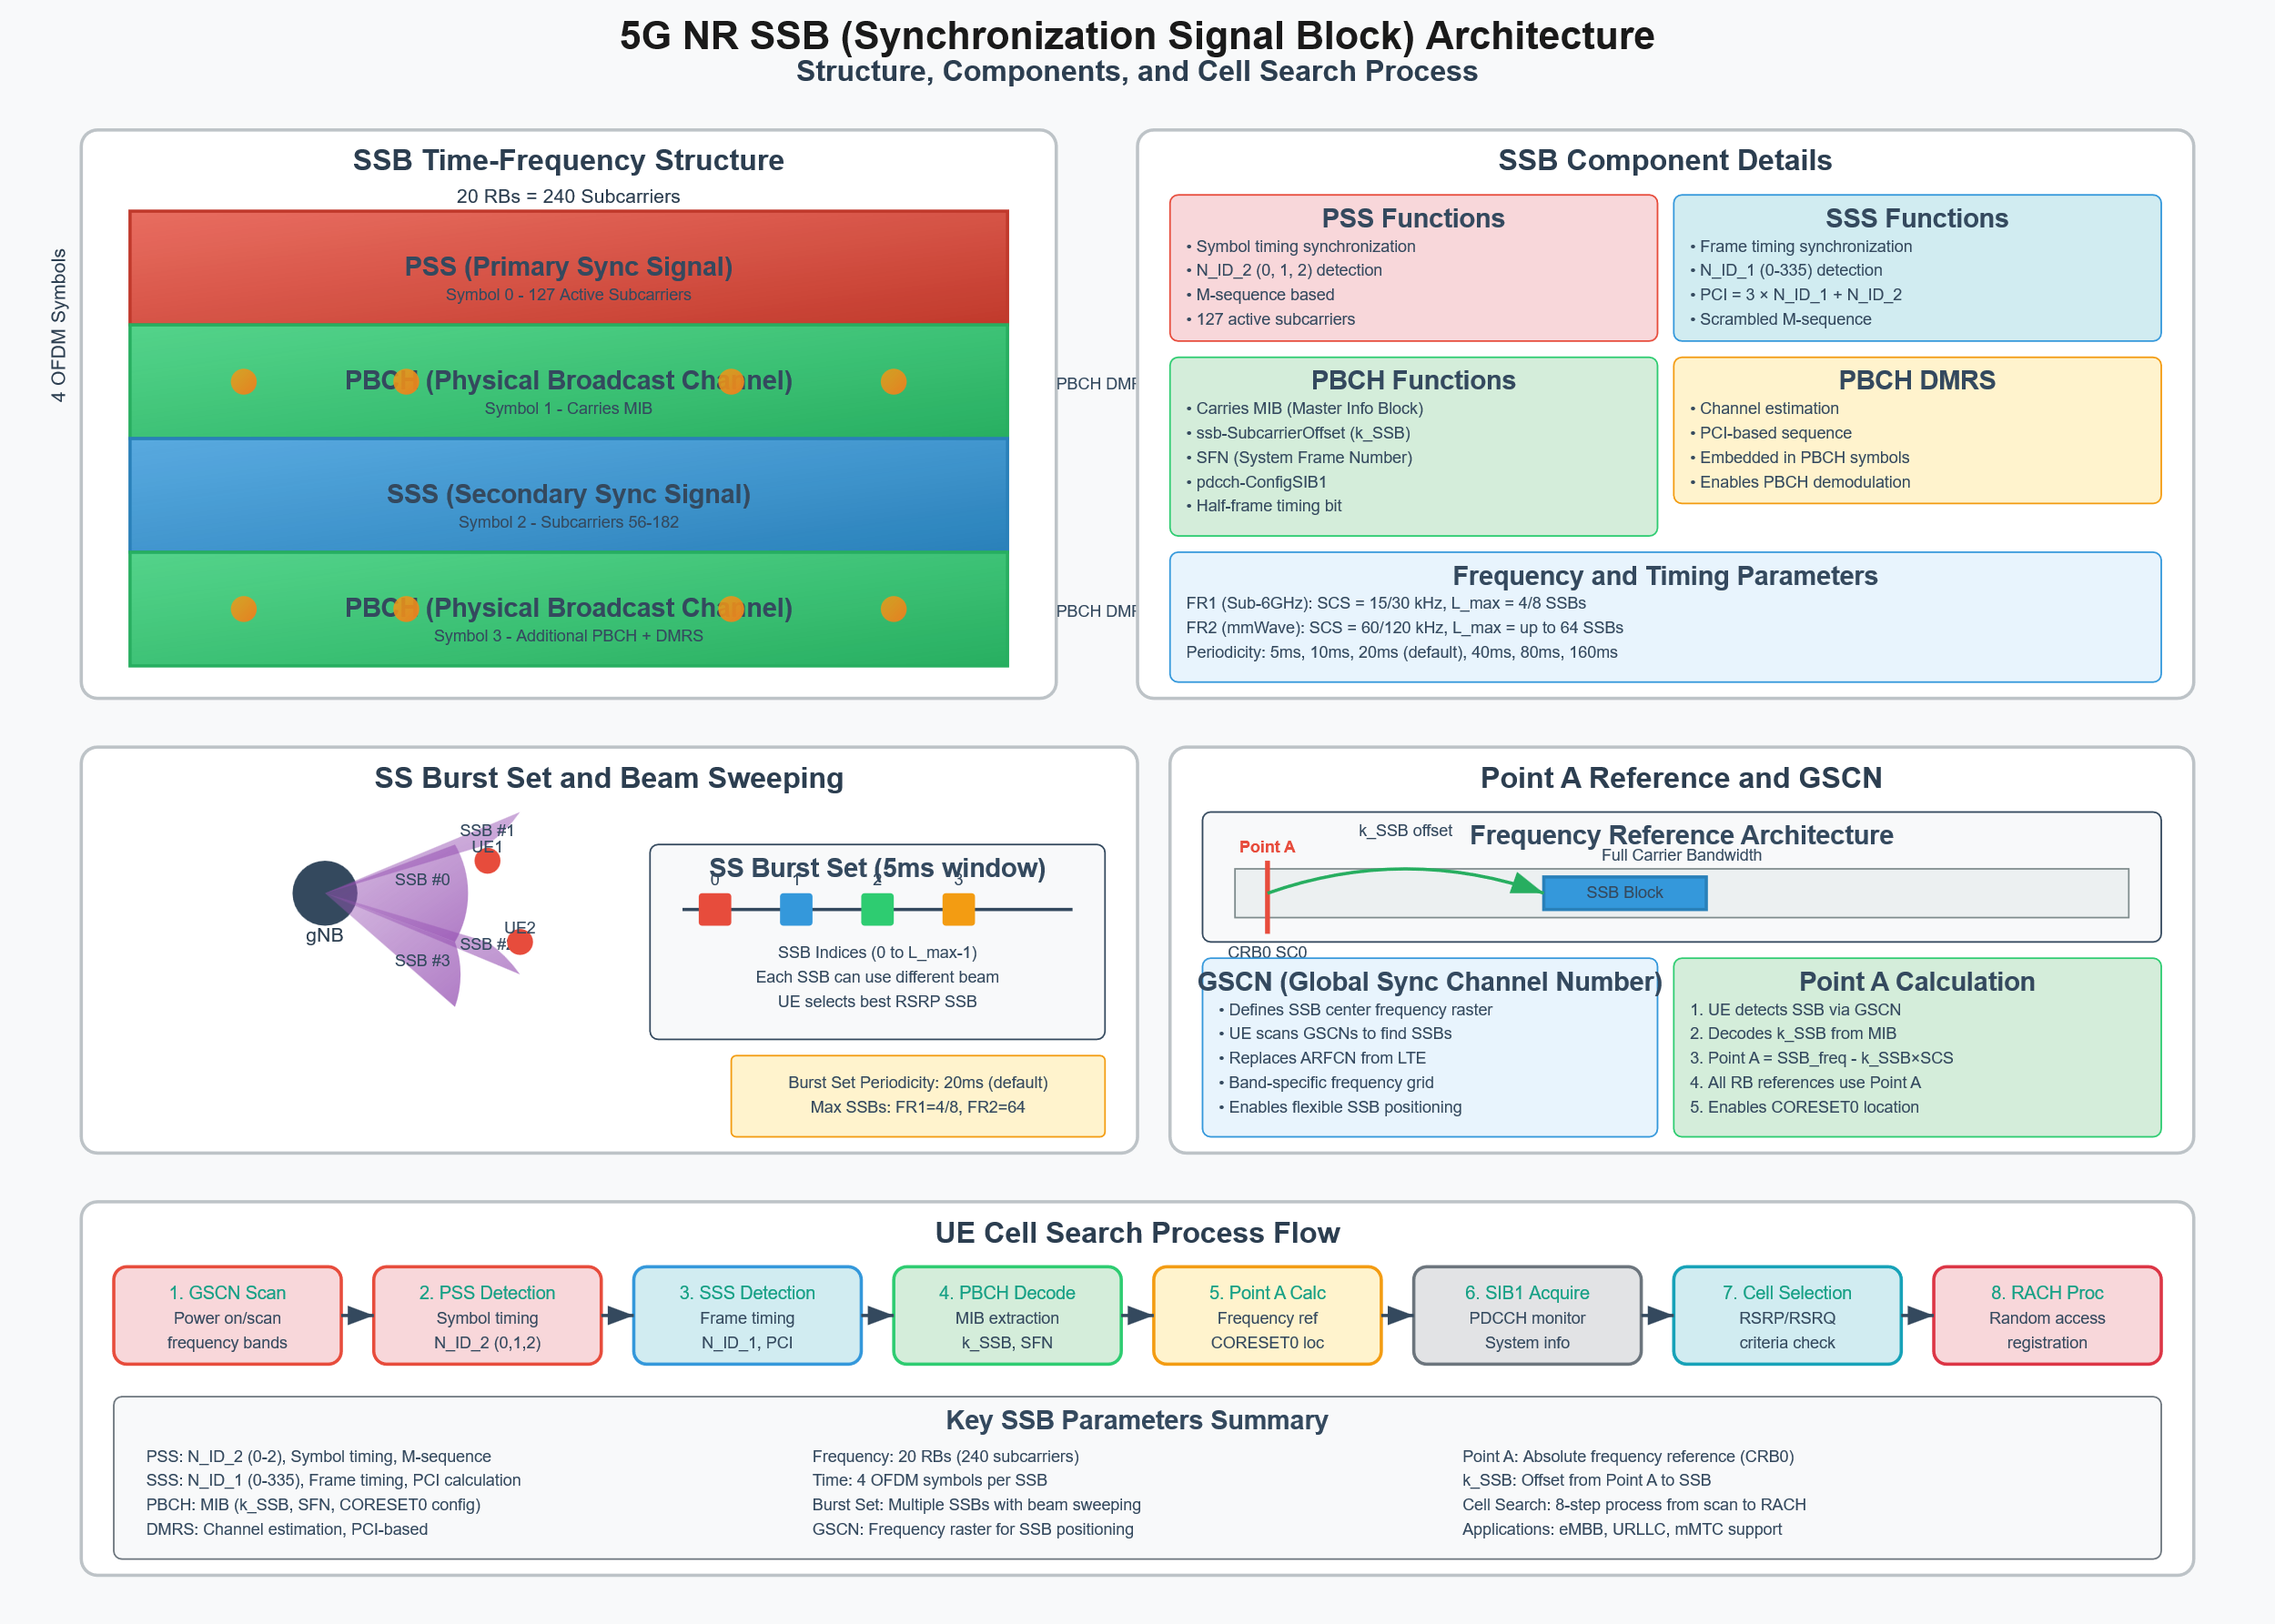 5G NR SSB (Synchronization Signal Block) Architecture
Structure, Components, and Cell Search Process
SSB Time-Frequency Structure
20 RBs = 240 Subcarriers
4 OFDM Symbols
PSS (Primary Sync Signal)
Symbol 0 - 127 Active Subcarriers
PBCH (Physical Broadcast Channel)
Symbol 1 - Carries MIB
PBCH DMR
SSS (Secondary Sync Signal)
Symbol 2 - Subcarriers 56-182
PBCH (Physical Broadcast Channel)
Symbol 3 - Additional PBCH + DMRS
PBCH DMR
SSB Component Details
PSS Functions
• Symbol timing synchronization
• N_ID_2 (0, 1, 2) detection
• M-sequence based
• 127 active subcarriers
SSS Functions
• Frame timing synchronization
• N_ID_1 (0-335) detection
• PCI = 3 × N_ID_1 + N_ID_2
• Scrambled M-sequence
PBCH Functions
• Carries MIB (Master Info Block)
• ssb-SubcarrierOffset (k_SSB)
• SFN (System Frame Number)
• pdcch-ConfigSIB1
• Half-frame timing bit
PBCH DMRS
• Channel estimation
• PCI-based sequence
• Embedded in PBCH symbols
• Enables PBCH demodulation
Frequency and Timing Parameters
FR1 (Sub-6GHz): SCS = 15/30 kHz, L_max = 4/8 SSBs
FR2 (mmWave): SCS = 60/120 kHz, L_max = up to 64 SSBs
Periodicity: 5ms, 10ms, 20ms (default), 40ms, 80ms, 160ms
SS Burst Set and Beam Sweeping
SSB #1
UE1
SSB #0
gNB
UE2
SSB #
SSB #3
SS Burst Set (5ms window)
0 1 2 3
SSB Indices (0 to L_max-1)
Each SSB can use different beam
UE selects best RSRP SSB
Burst Set Periodicity: 20ms (default)
Max SSBs: FR1=4/8, FR2=64
Point A Reference and GSCN
Frequency Reference Architecture
k_SSB offset
Point A
Full Carrier Bandwidth
SSB Block
CRB0 SC0
GSCN (Global Sync Channel Number)
• Defines SSB center frequency raster
• UE scans GSCNs to find SSBs
• Replaces ARFCN from LTE
• Band-specific frequency grid
• Enables flexible SSB positioning
Point A Calculation
1. UE detects SSB via GSCN
2. Decodes k_SSB from MIB
3. Point A = SSB_freq - k_SSB×SCS
4. All RB references use Point A
5. Enables CORESET0 location
UE Cell Search Process Flow
1. GSCN Scan
Power on/scan
frequency bands
2. PSS Detection
Symbol timing
N_ID_2 (0,1,2)
3. SSS Detection
Frame timing
N_ID_1, PCI
4. PBCH Decode
MIB extraction
k_SSB, SFN
5. Point A Calc
Frequency ref
CORESET0 loc
6. SIB1 Acquire
PDCCH monitor
System info
7. Cell Selection
RSRP/RSRQ
criteria check
8. RACH Proc
Random access
registration
Key SSB Parameters Summary
PSS: N_ID_2 (0-2), Symbol timing, M-sequence
SSS: N_ID_1 (0-335), Frame timing, PCI calculation
PBCH: MIB (k_SSB, SFN, CORESET0 config)
DMRS: Channel estimation, PCI-based
Frequency: 20 RBs (240 subcarriers)
Time: 4 OFDM symbols per SSB
Burst Set: Multiple SSBs with beam sweeping
GSCN: Frequency raster for SSB positioning
Point A: Absolute frequency reference (CRB0)
k_SSB: Offset from Point A to SSB
Cell Search: 8-step process from scan to RACH
Applications: eMBB, URLLC, mMTC support